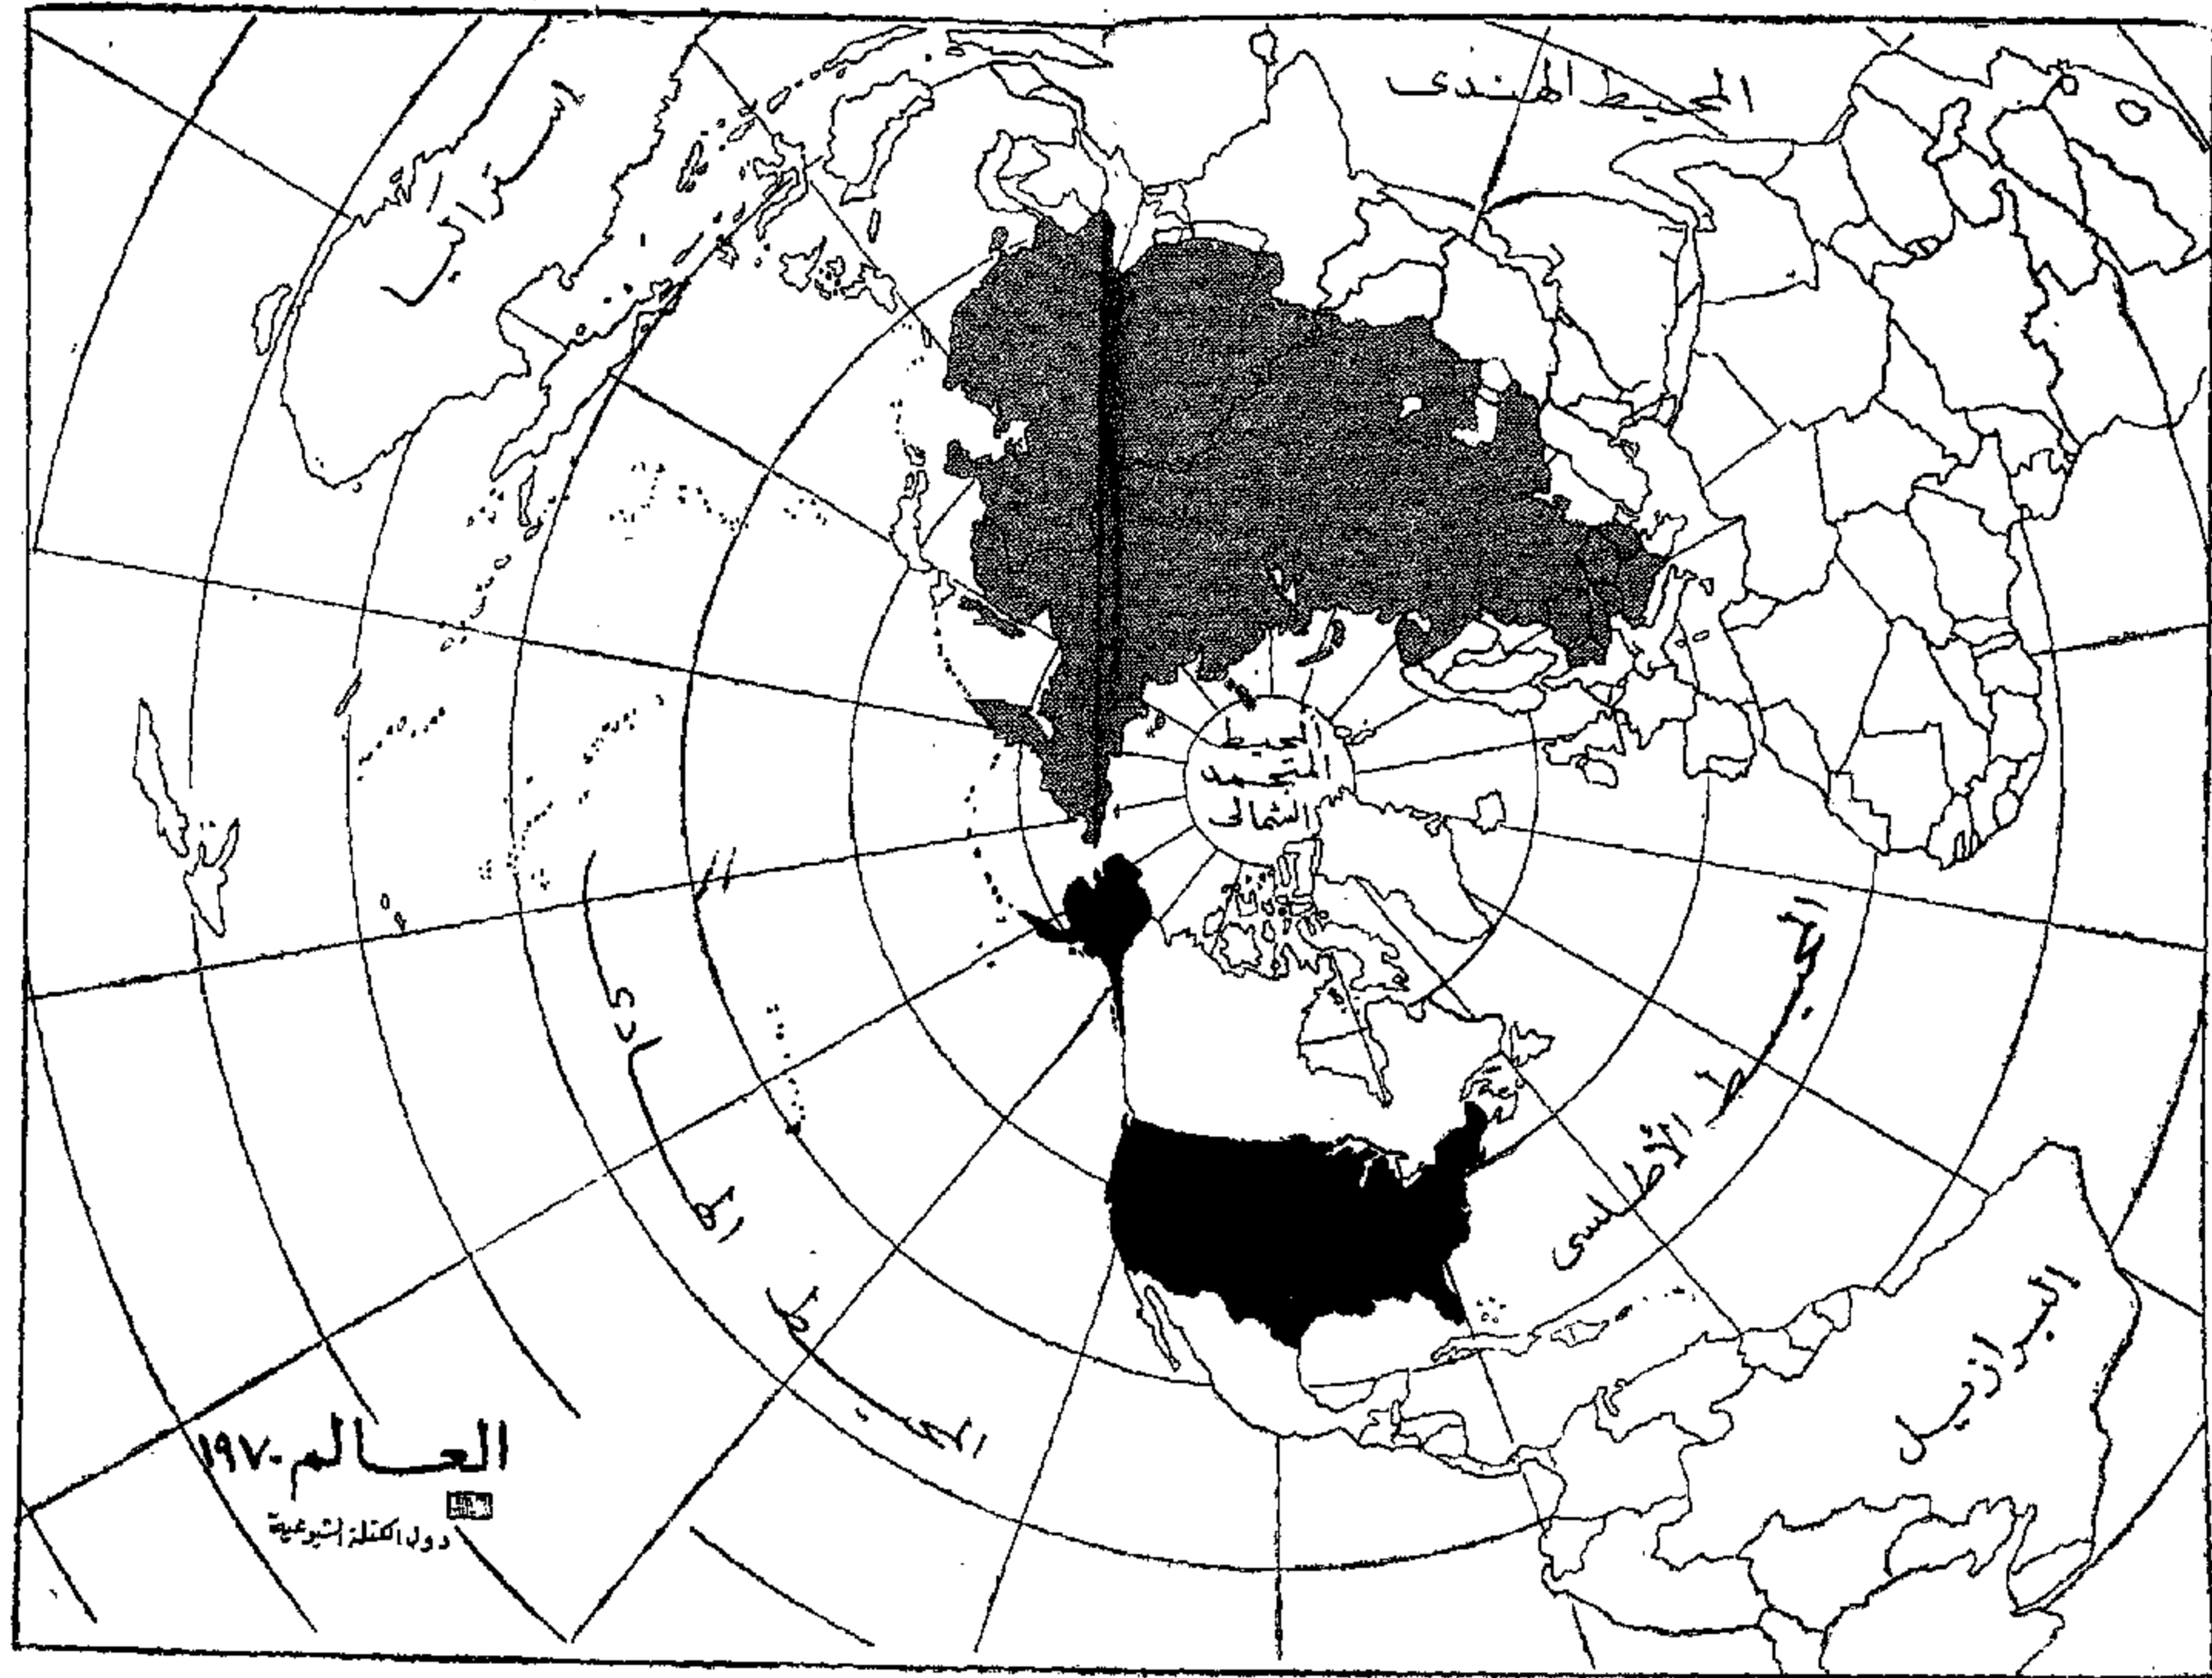 المحيط الهندى
استراليا
المحيط
المتجمد
الشمالى
المحيط الهادى
المحيط الأطلسى
البرازيل
العالم ١٩٧٠
دول الكتلة الشيوعية